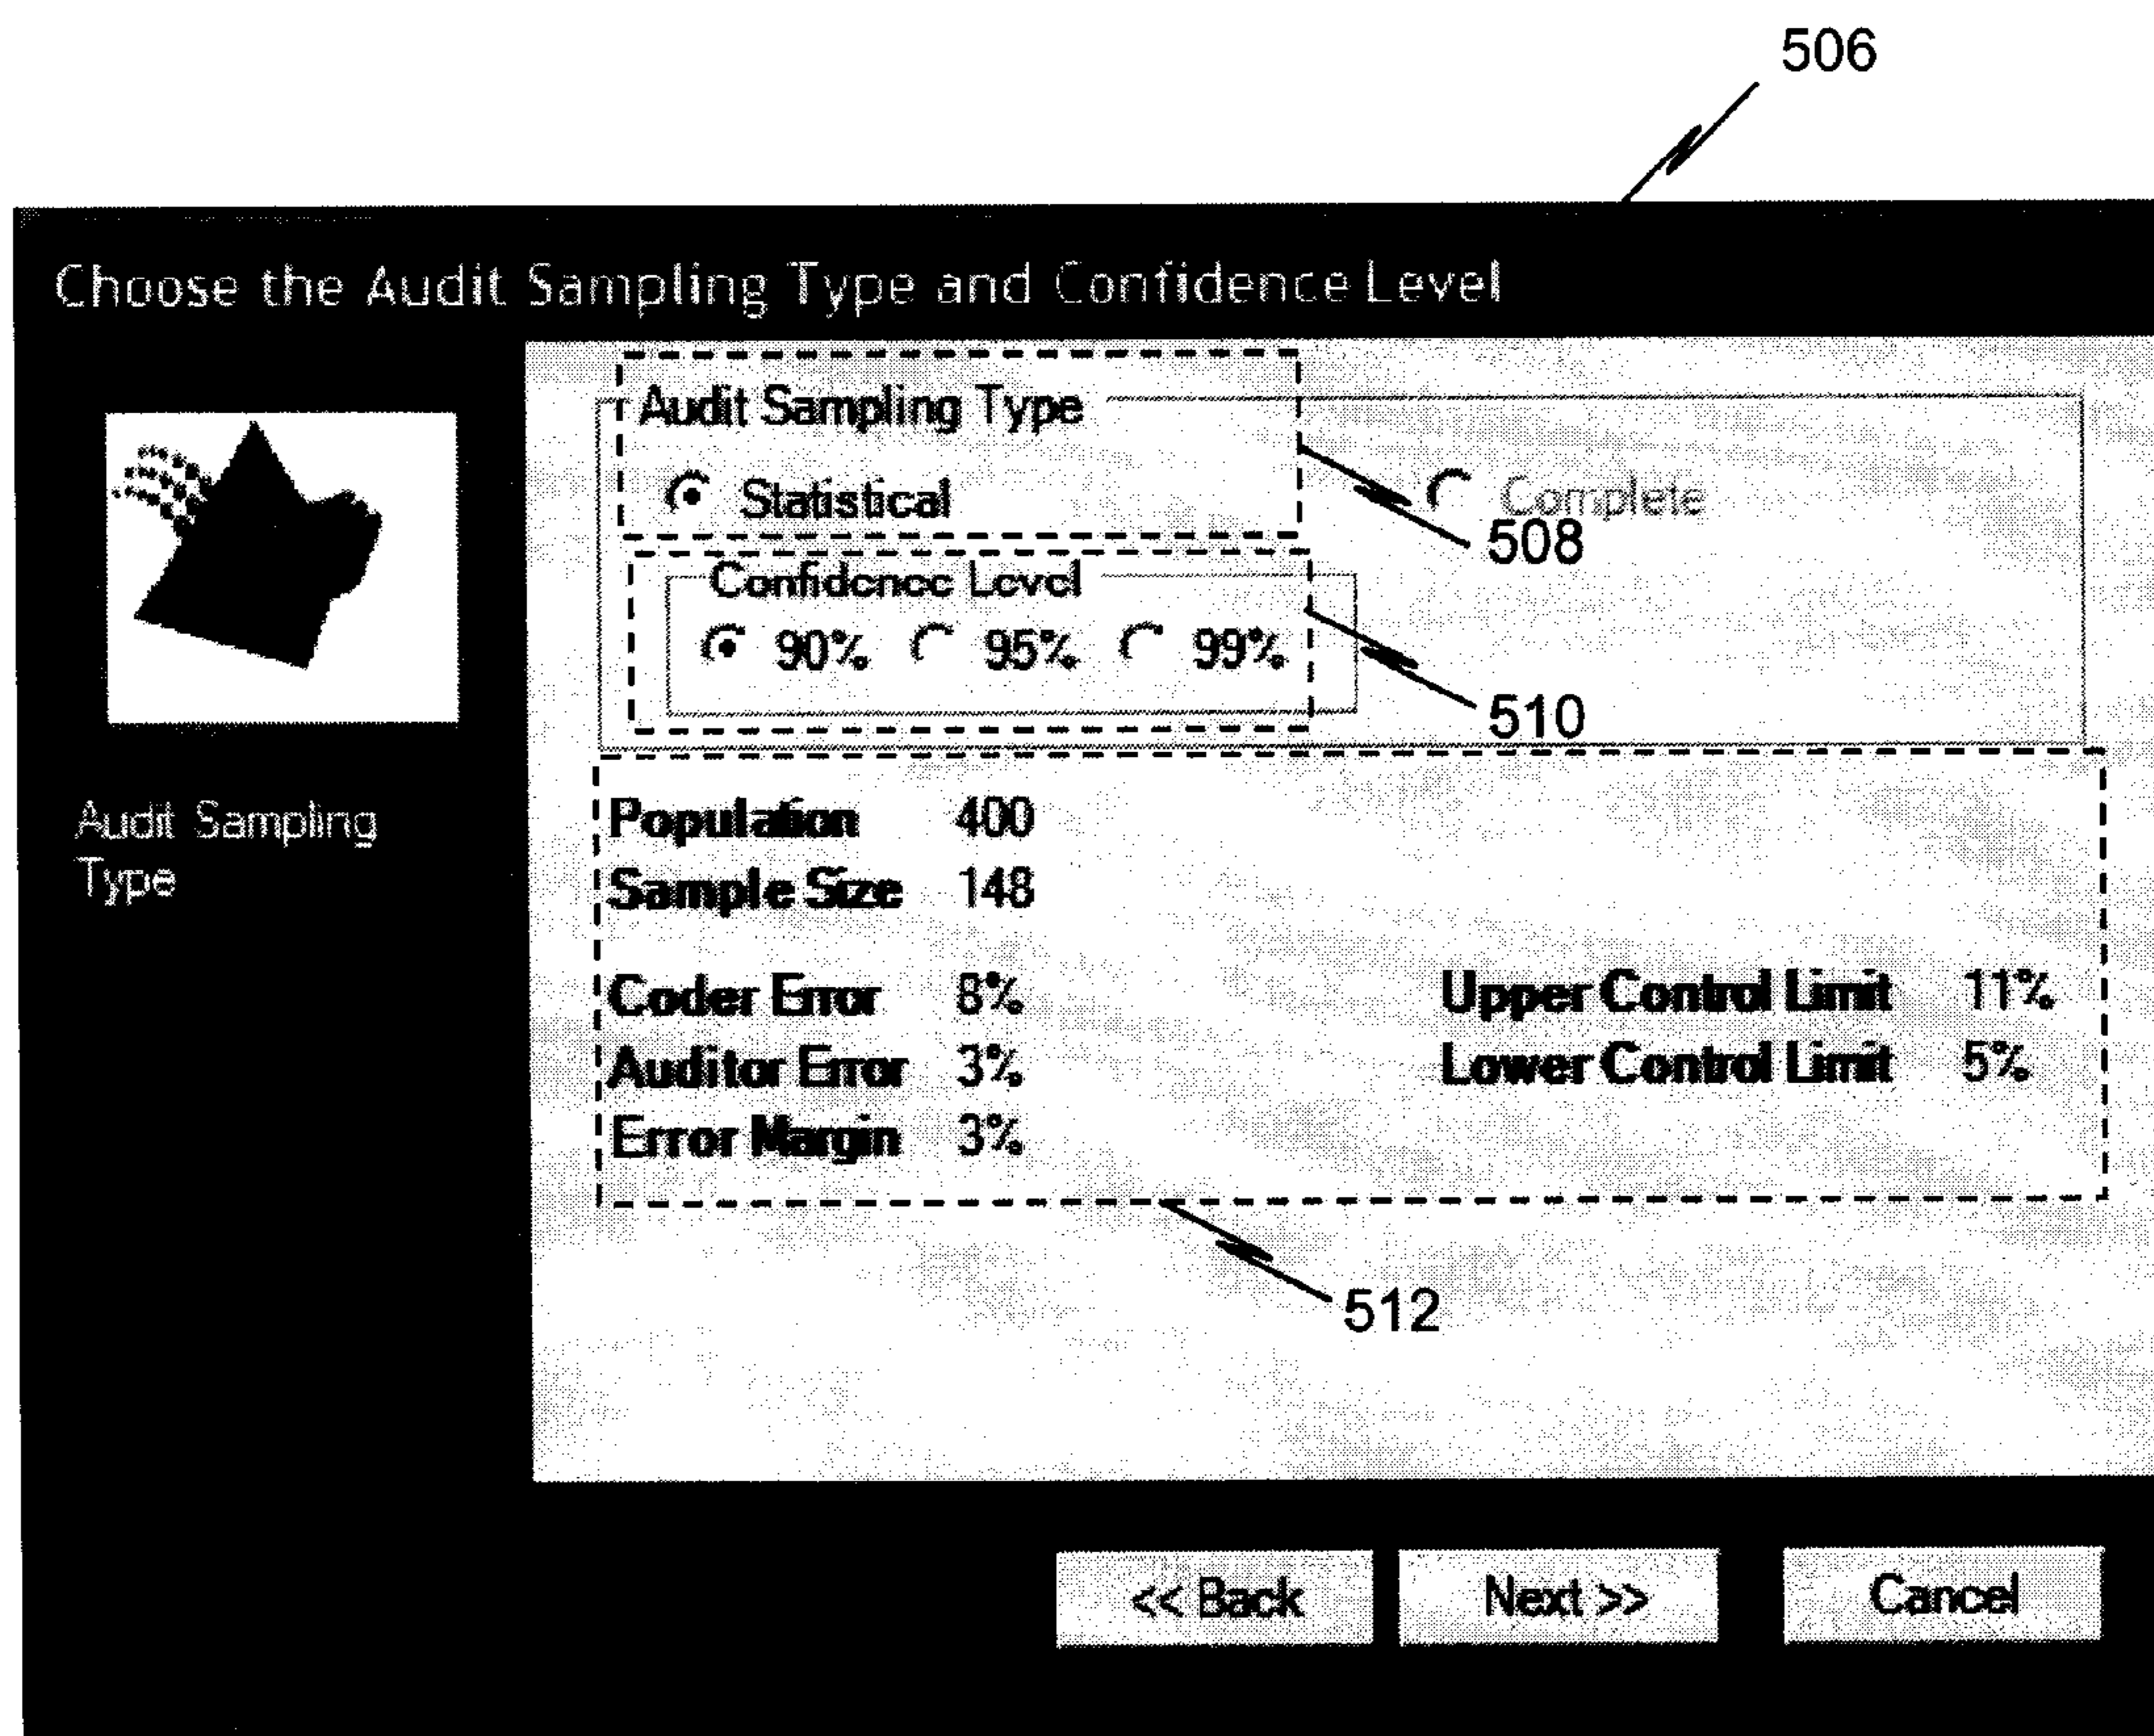 506
Choose the Audit Sampling Type and Confidence Level
Audit Sampling Type
Statistical
Complete
508
Confidence Level
90% 95% 99%
510
Audit Sampling
Type
Population 400
Sample Size 148
Coder Error 8% Upper Control Limit 11%
Auditor Error 3% Lower Control Limit 5%
Error Margin 3%
512
<< Back Next >> Cancel